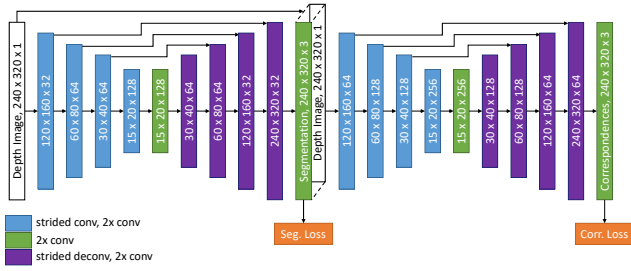 Depth Image, 240 x 320 x 1
120 x 160 x 32
60 x 80 x 64
30 x 40 x 64
15 x 20 x 128
15 x 20 x 128
30 x 40 x 64
60 x 80 x 64
120 x 160 x 32
240 x 320 x 32
Segmentation, 240 x 320 x 3
Depth Image, 240 x 320 x 1
120 x 160 x 64
60 x 80 x 128
30 x 40 x 128
15 x 20 x 256
15 x 20 x 256
30 x 40 x 128
60 x 80 x 128
120 x 160 x 64
240 x 320 x 64
Correspondences, 240 x 320 x 3
Seg. Loss
Corr. Loss
strided conv, 2x conv
2x conv
strided deconv, 2x conv